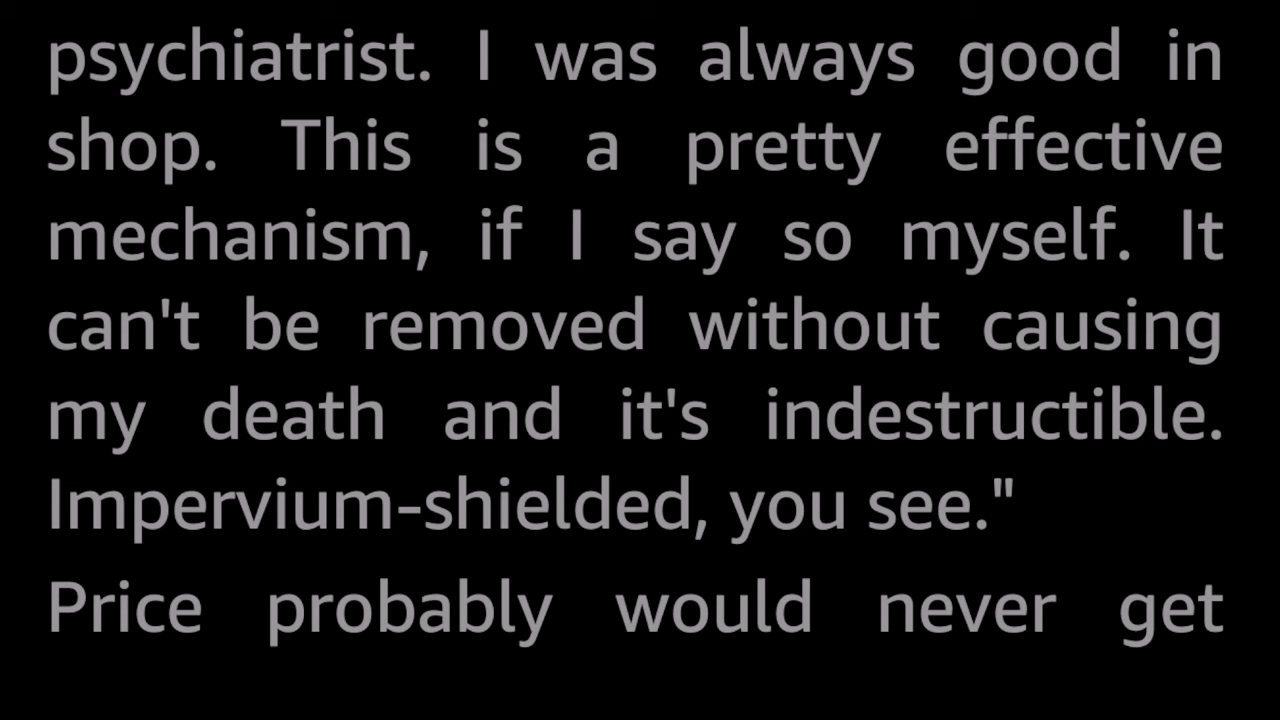 psychiatrist. I was always good in
shop. This is a pretty effective
mechanism, if I say so myself. It
can't be removed without causing
my death and it's indestructible.
Impervium-shielded, you see."
Price probably would never get